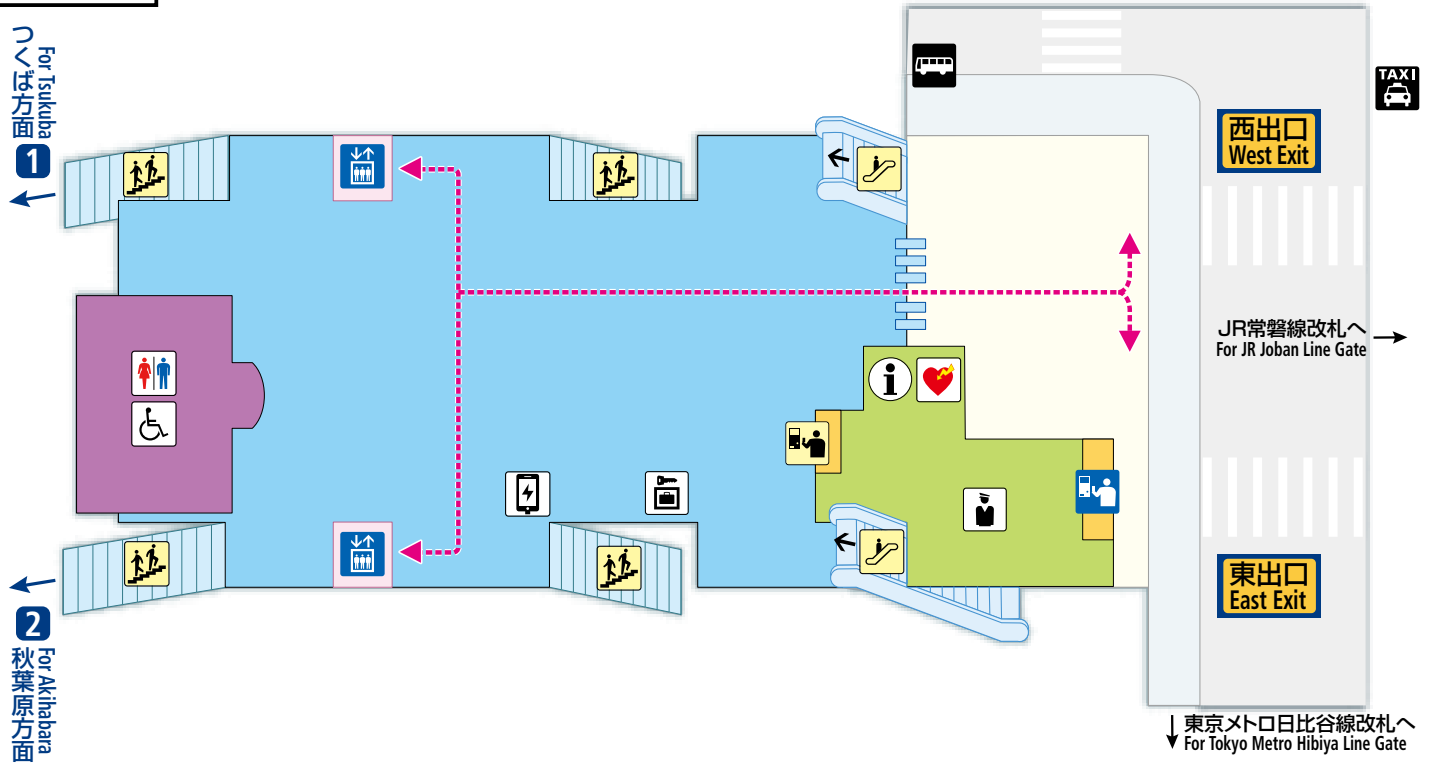 つくば方面
For Tsukuba
1
TAXI
西出口
West Exit
JR常磐線改札へ
For JR Joban Line Gate
i
東出口
East Exit
2
秋葉原方面
For Akihabara
東京メトロ日比谷線改札へ
For Tokyo Metro Hibiya Line Gate